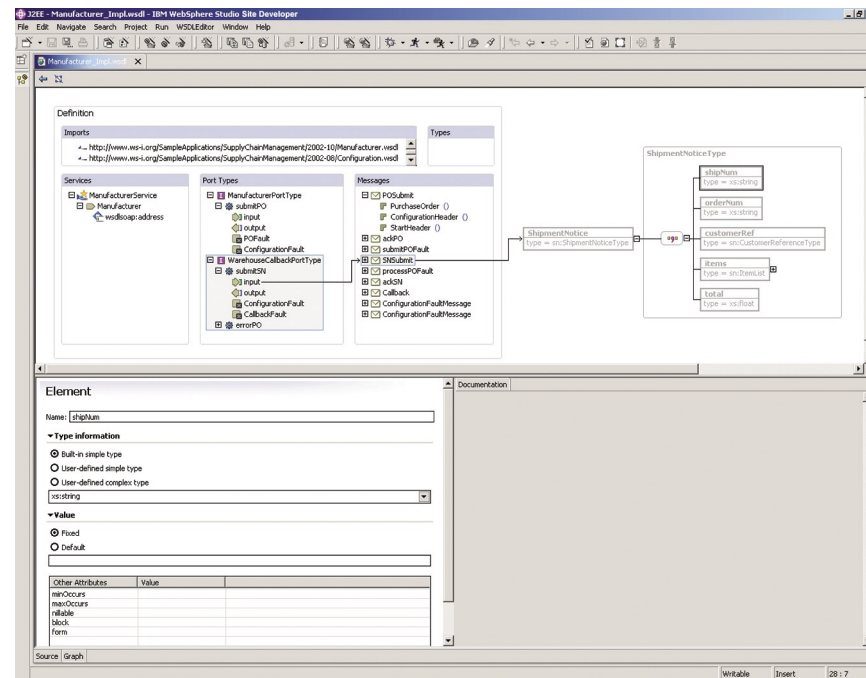 J2EE - Manufacturer_Impl.wsdl - IBM WebSphere Studio Site Developer
File Edit Navigate Search Project Run WSDLEditor Window Help
Manufacturer_Impl.wsdl
Definition
Imports
http://www.ws-i.org/SampleApplications/SupplyChainManagement/2002-10/Manufacturer.wsdl
http://www.ws-i.org/SampleApplications/SupplyChainManagement/2002-08/Configuration.wsdl
Types
Services
ManufacturerService
Manufacturer
wsdlsoap:address
Port Types
ManufacturerPortType
submitPO
input
output
POFault
ConfigurationFault
WarehouseCallbackPortType
submitSN
input
output
ConfigurationFault
CallbackFault
errorPO
Messages
POSubmit
PurchaseOrder ()
ConfigurationHeader ()
StartHeader ()
ackPO
submitPOFault
SNSubmit
processPOFault
ackSN
Callback
ConfigurationFaultMessage
ConfigurationFaultMessage
ShipmentNotice
type = sn:ShipmentNoticeType
ShipmentNoticeType
shipNum
type = xs:string
orderNum
type = xs:string
customerRef
type = sn:CustomerReferenceType
items
type = sn:ItemList
total
type = xs:float
Element
Name: shipNum
Type information
Built-in simple type
User-defined simple type
User-defined complex type
xs:string
Value
Fixed
Default
Other Attributes Value
minOccurs
maxOccurs
nillable
block
form
Documentation
Source Graph
Writable Insert 28 : 7